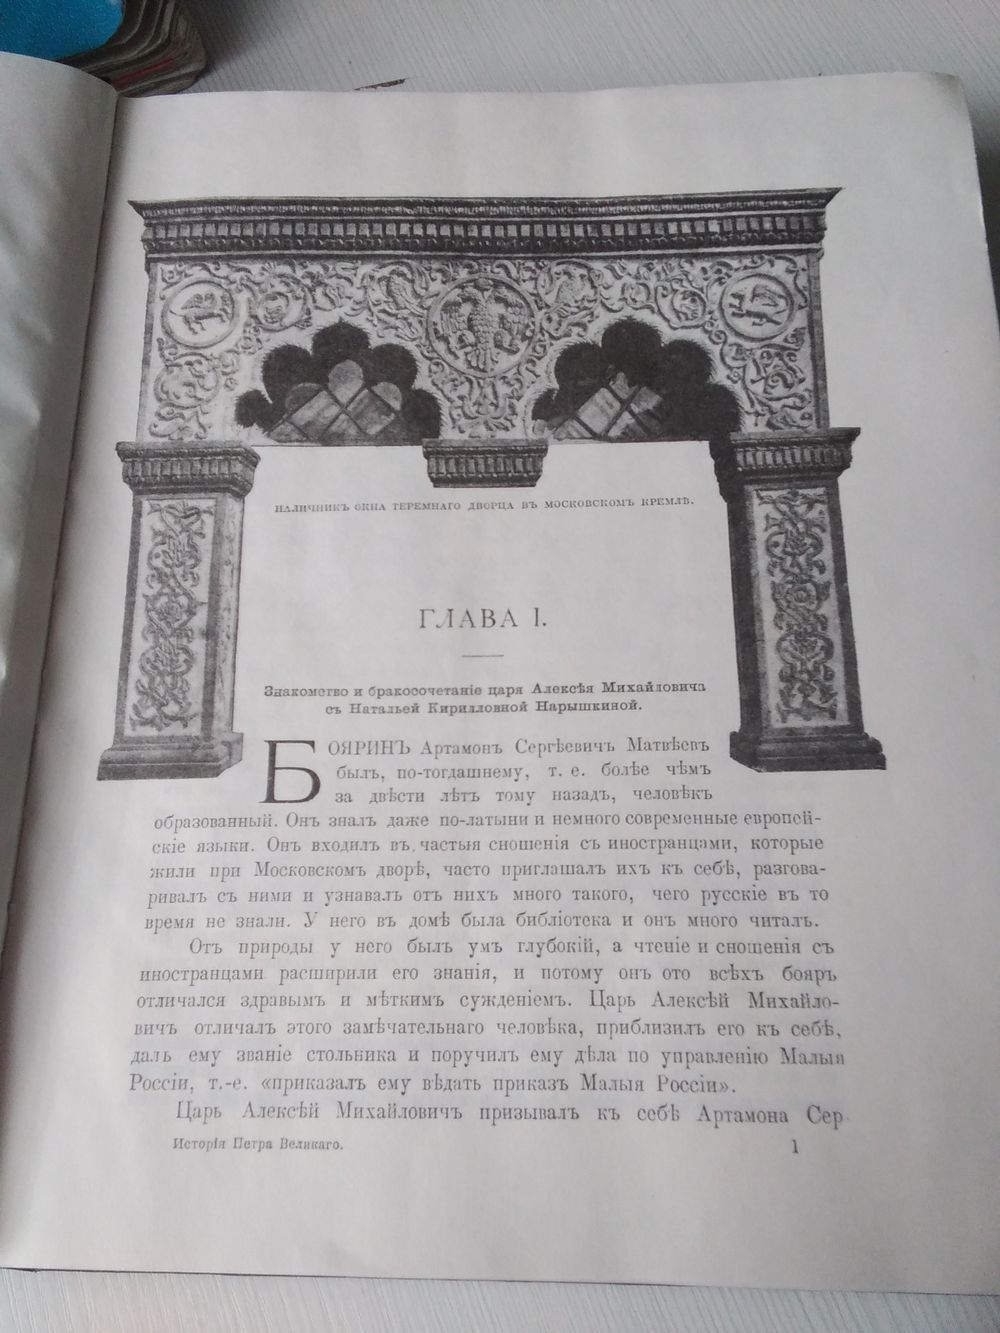 НАЛИЧНИКЪ ОКНА ТЕРЕМНАГО ДВОРЦА ВЪ МОСКОВСКОМЪ КРЕМЛѢ.
ГЛАВА I.
Знакомство и бракосочетаніе царя Алексѣя Михайловича
съ Натальей Кирилловной Нарышкиной.
БОЯРИНЪ Артамонъ Сергѣевичъ Матвѣевъ
былъ, по-тогдашнему, т. е. болѣе чѣмъ
за двѣсти лѣтъ тому назадъ, человѣкъ
образованный. Онъ зналъ даже по-латыни и немного современные европей-
скіе языки. Онъ входилъ въ частыя сношенія съ иностранцами, которые
жили при Московскомъ дворѣ, часто приглашалъ ихъ къ себѣ, разгова-
ривалъ съ ними и узнавалъ отъ нихъ много такого, чего русскіе въ то
время не знали. У него въ домѣ была библіотека и онъ много читалъ.
Отъ природы у него былъ умъ глубокій, а чтеніе и сношенія съ
иностранцами расширили его знанія, и потому онъ ото всѣхъ бояръ
отличался здравымъ и мѣткимъ сужденіемъ. Царь Алексѣй Михайло-
вичъ отличалъ этого замѣчательнаго человѣка, приблизилъ его къ себѣ,
далъ ему званіе стольника и поручилъ ему дѣла по управленію Малыя
Россіи, т.-е. «приказалъ ему вѣдать приказъ Малыя Россіи».
Царь Алексѣй Михайловичъ призывалъ къ себѣ Артамона Сер
Исторія Петра Великаго. 1